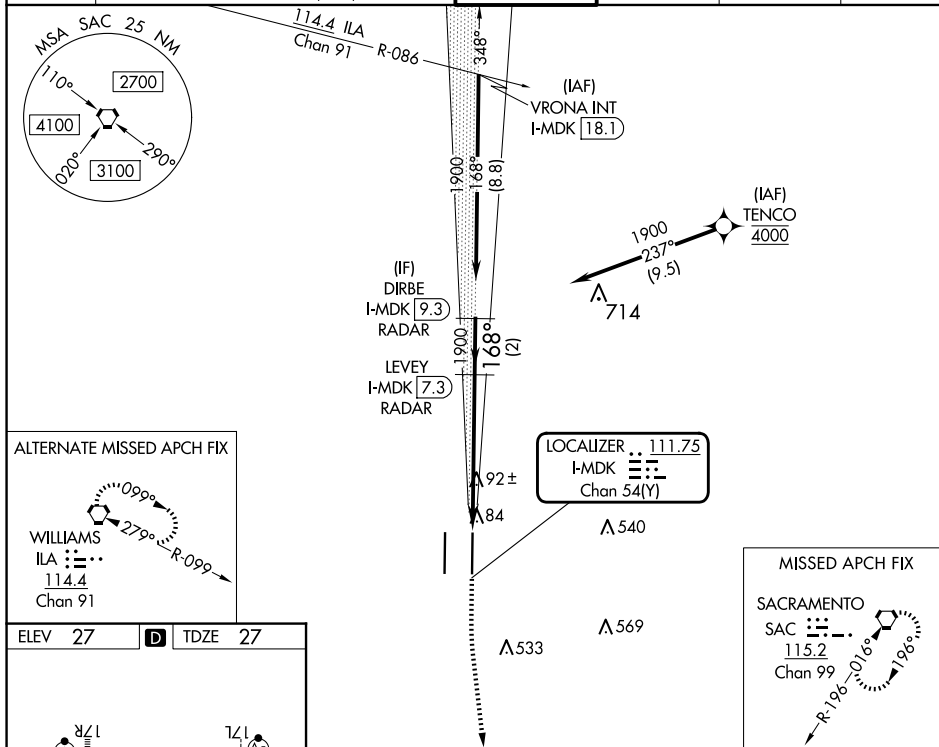 MSA SAC 25 NM
110°
2700
4100
020°
3100
290°
114.4 ILA
Chan 91
R-086
348°
(IAF)
VRONA INT
I-MDK 18.1
1900
168°
(8.8)
(IAF)
TENCO
4000
1900
237°
(9.5)
714
(IF)
DIRBE
I-MDK 9.3
RADAR
1900
168°
(2)
LEVEY
I-MDK 7.3
RADAR
LOCALIZER 111.75
I-MDK
Chan 54(Y)
92 ±
84
540
569
533
ALTERNATE MISSED APCH FIX
099°
279°
R-099
WILLIAMS
ILA
114.4
Chan 91
MISSED APCH FIX
SACRAMENTO
SAC
115.2
Chan 99
R-196
016°
196°
ELEV 27 D TDZE 27
17R
17L